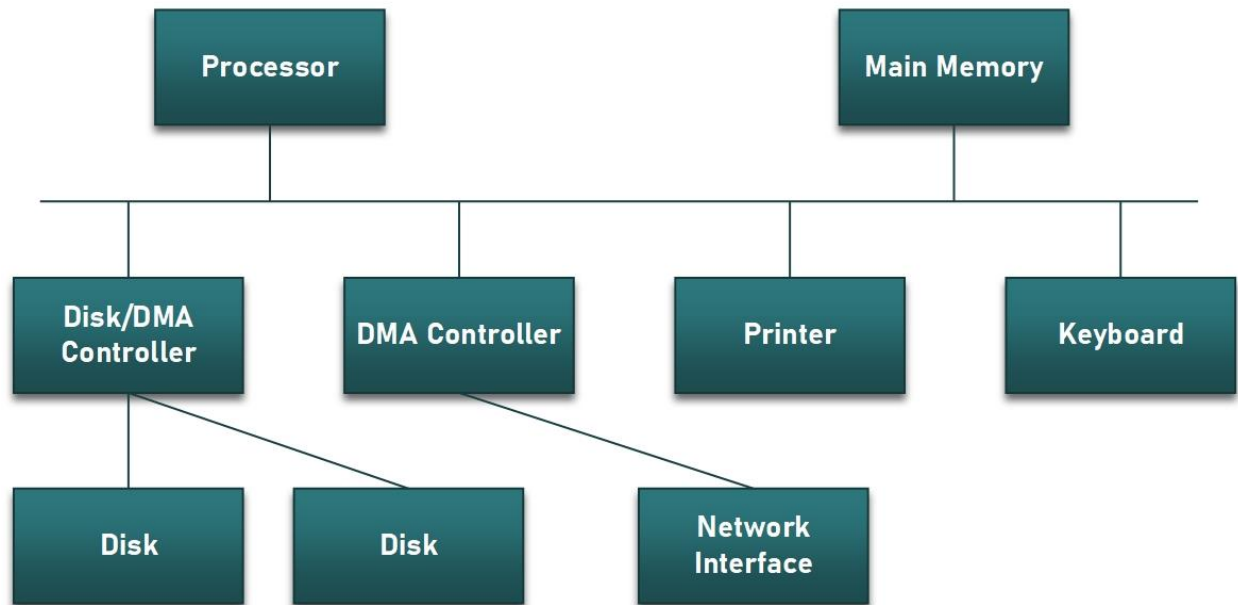 Processor
Main Memory
Disk/DMA
Controller
DMA Controller
Printer
Keyboard
Disk
Disk
Network
Interface